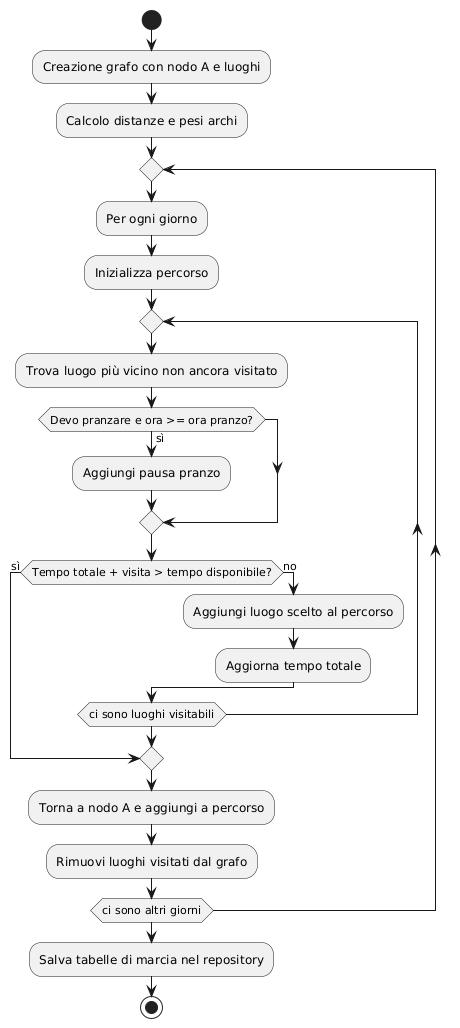 Creazione grafo con nodo A e luoghi
Calcolo distanze e pesi archi
Per ogni giorno
Inizializza percorso
Trova luogo più vicino non ancora visitato
Devo pranzare e ora >= ora pranzo?
sì
Aggiungi pausa pranzo
sì
Tempo totale + visita > tempo disponibile?
no
Aggiungi luogo scelto al percorso
Aggiorna tempo totale
ci sono luoghi visitabili
Torna a nodo A e aggiungi a percorso
Rimuovi luoghi visitati dal grafo
ci sono altri giorni
Salva tabelle di marcia nel repository